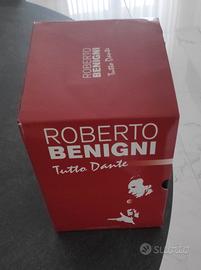 ROBERTO
BENIGNI
Tutto Dante
ROBERTO
BENIGNI
Tutto Dante
subito